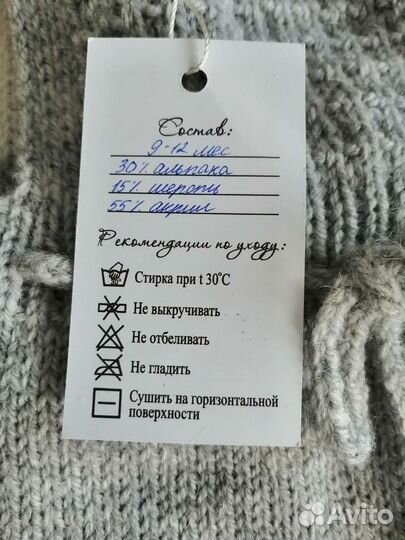 Состав:
9-12 мес
30% альпака
15% шерсть
55% акрил
Рекомендации по уходу:
Стирка при t 30°C
Не выкручивать
Не отбеливать
Не гладить
Сушить на горизонтальной
поверхности
Avito